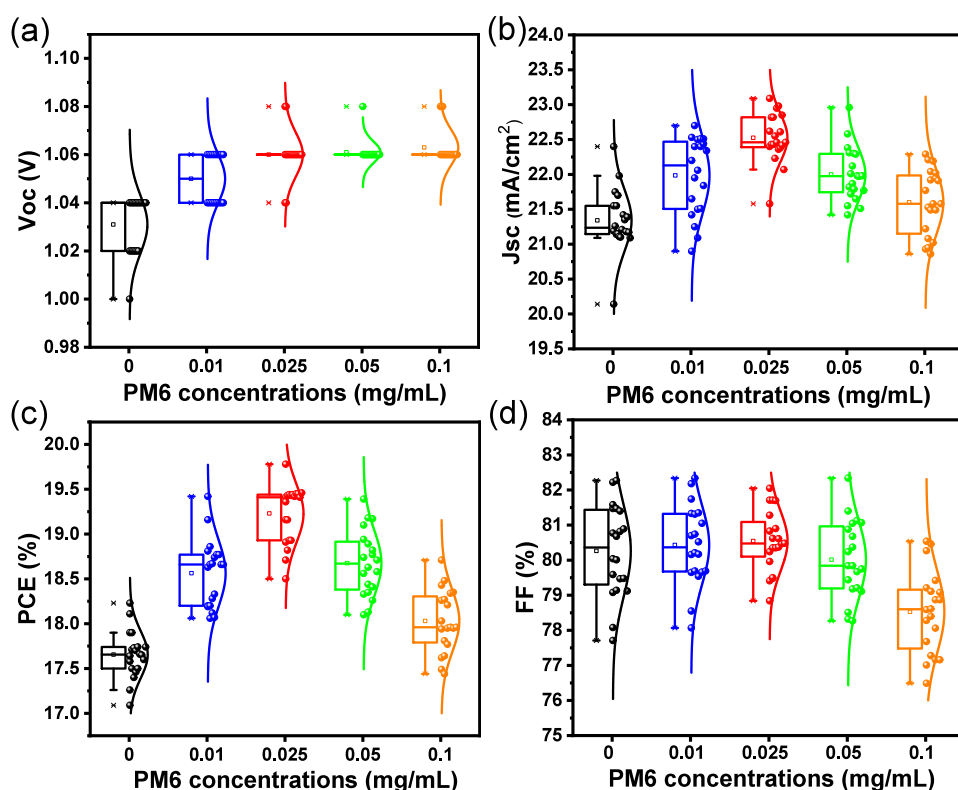 (a)
1.10
1.08
1.06
1.04
1.02
1.00
0.98
Voc (V)
0 0.01 0.025 0.05 0.1
PM6 concentrations (mg/mL)
(b)
24.0
23.5
23.0
22.5
22.0
21.5
21.0
20.5
20.0
19.5
Jsc (mA/cm²)
0 0.01 0.025 0.05 0.1
PM6 concentrations (mg/mL)
(c)
20.0
19.5
19.0
18.5
18.0
17.5
17.0
PCE (%)
0 0.01 0.025 0.05 0.1
PM6 concentrations (mg/mL)
(d)
84
83
82
81
80
79
78
77
76
75
FF (%)
0 0.01 0.025 0.05 0.1
PM6 concentrations (mg/mL)